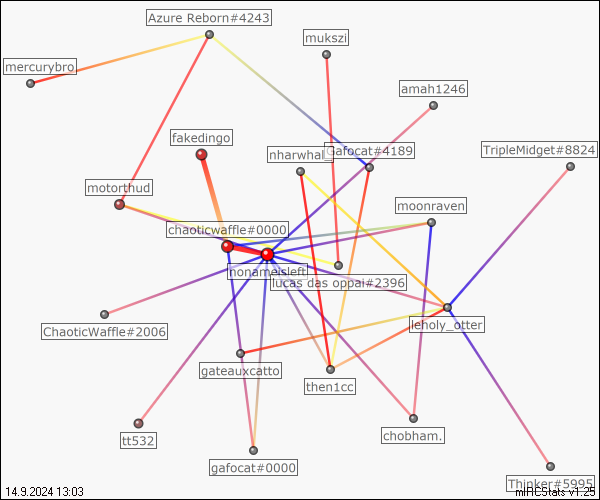 Azure Reborn#4243
mukszi
mercurybro
amah1246
fakedingo
nharwhal
Gafocat#4189
TripleMidget#8824
motorthud
moonraven
chaoticwaffle#0000
nonameisleft
lucas das oppai#2396
ChaoticWaffle#2006
leholy_otter
gateauxcatto
then1cc
tt532
chobham.
gafocat#0000
Thinker#5995
14.9.2024 13:03
mIRCStats v1.25